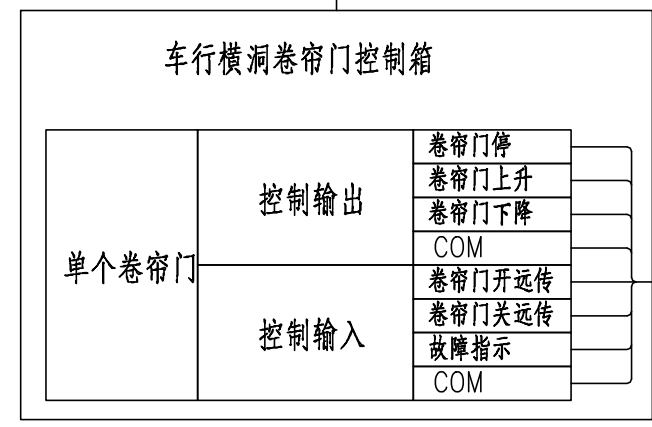 车行横洞卷帘门控制箱
单个卷帘门
控制输出
卷帘门停
卷帘门上升
卷帘门下降
COM
控制输入
卷帘门开远传
卷帘门关远传
故障指示
COM